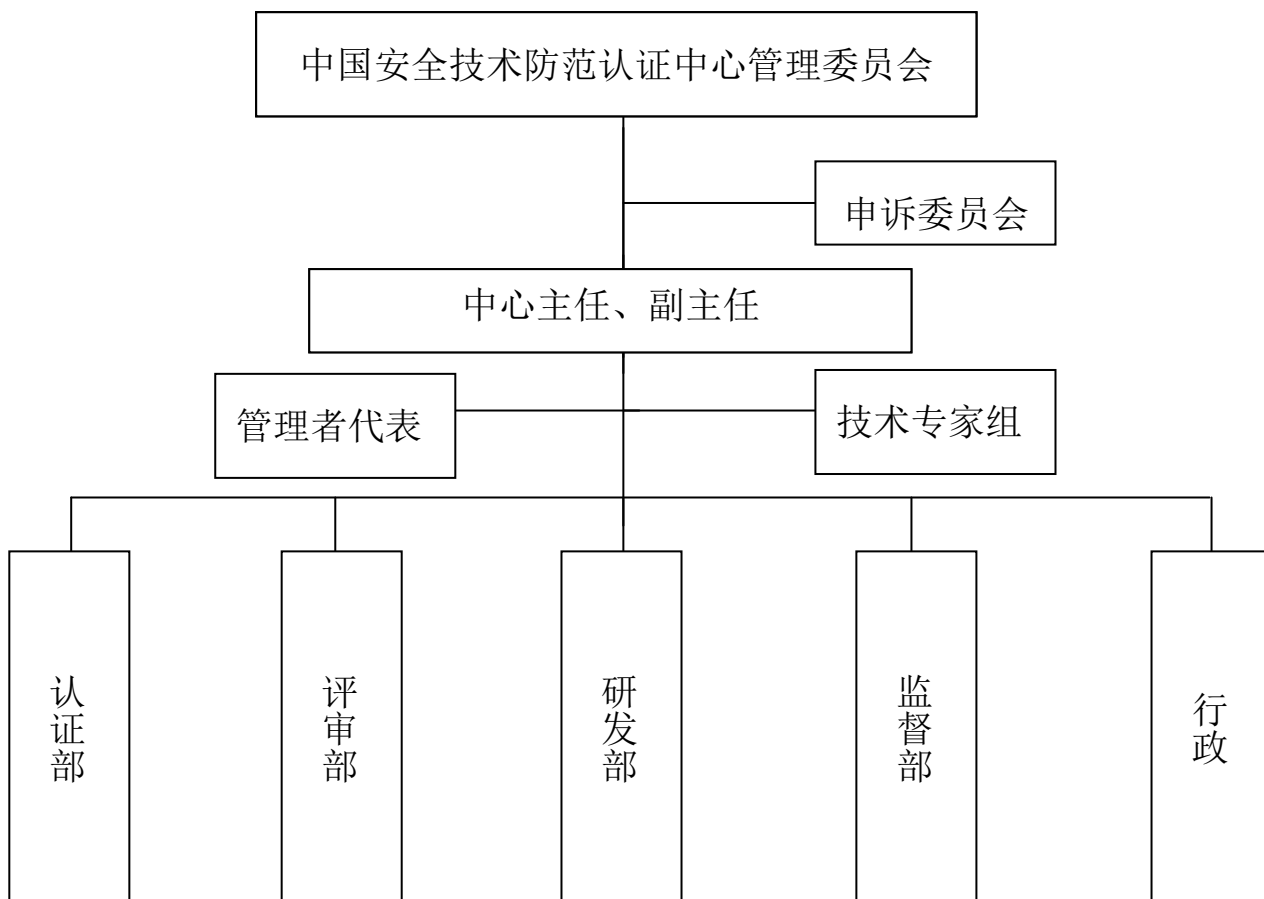 中国安全技术防范认证中心管理委员会
申诉委员会
中心主任、副主任
管理者代表
技术专家组
认证部
评审部
研发部
监督部
行政